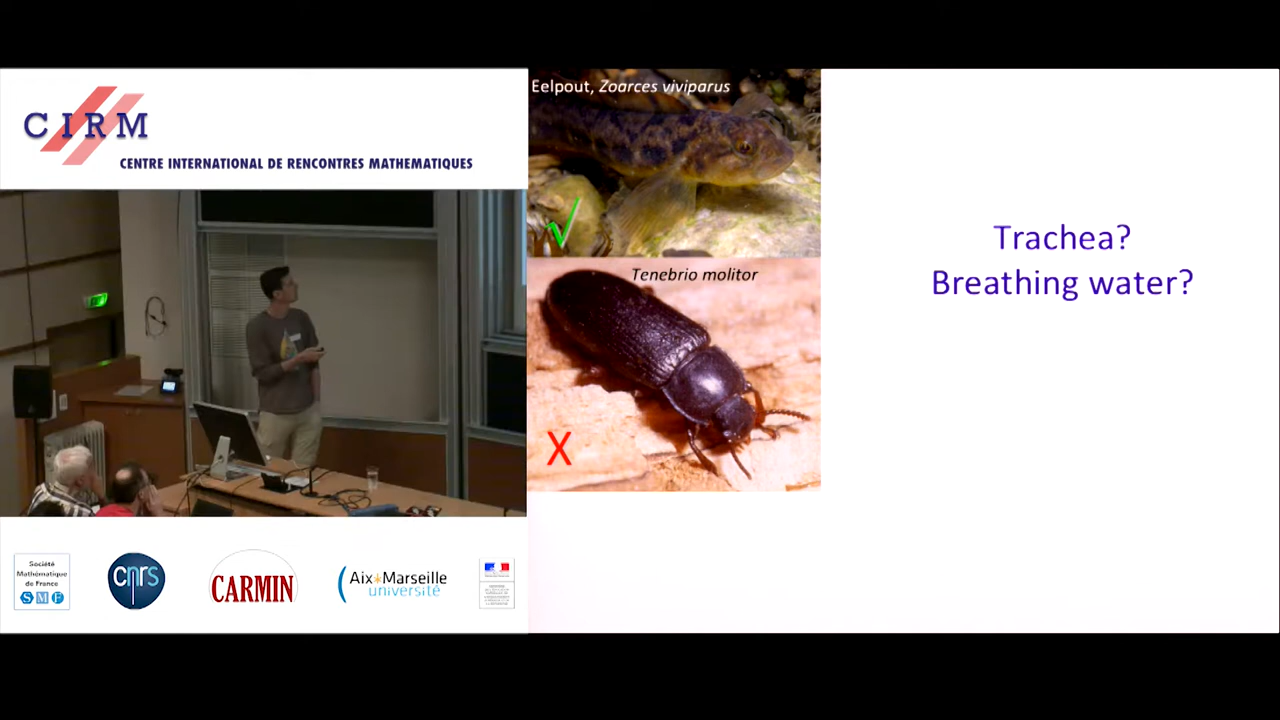 CIRM
CENTRE INTERNATIONAL DE RENCONTRES MATHEMATIQUES
Eelpout, Zoarces viviparus
√
Tenebrio molitor
X
Trachea?
Breathing water?
Société
Mathématique
de France
SMF
cnrs
CARMIN
Aix*Marseille
université